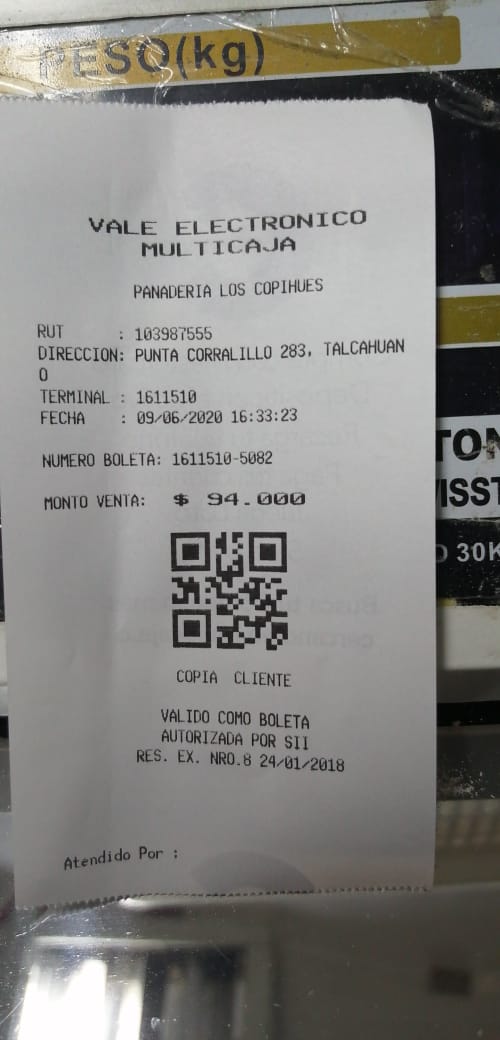 PESO(kg)
VALE ELECTRONICO
MULTICAJA
PANADERIA LOS COPIHUES
RUT : 103987555
DIRECCION: PUNTA CORRALILLO 283, TALCAHUAN
O
TERMINAL : 1611510
FECHA : 09/06/2020 16:33:23
NUMERO BOLETA: 1611510-5082
MONTO VENTA: $ 94.000
COPIA CLIENTE
VALIDO COMO BOLETA
AUTORIZADA POR SII
RES. EX. NRO.8 24/01/2018
Atendido Por :
TON
ISST
30K